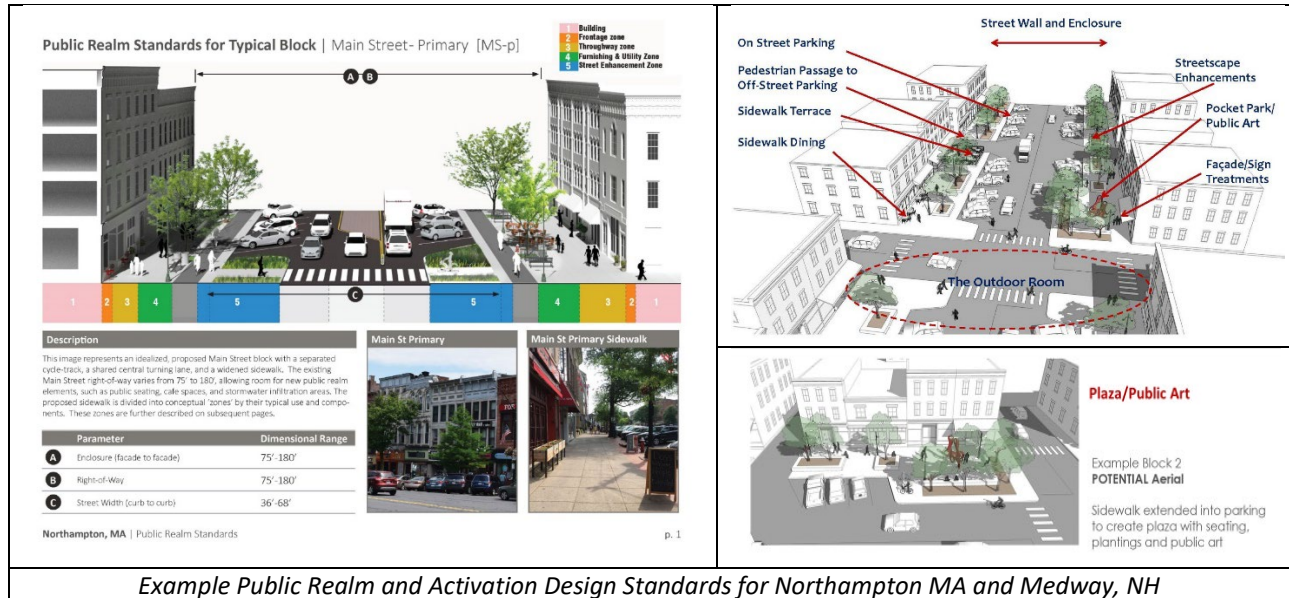 Public Realm Standards for Typical Block | Main Street- Primary [MS-p]
1 Building
2 Frontage zone
3 Throughway zone
4 Furnishing & Utility Zone
5 Street Enhancement Zone
A B
C
1 2 3 4 5 5 4 3 2 1
Description
This image represents an idealized, proposed Main Street block with a separated
cycle-track, a shared central turning lane, and a widened sidewalk. The existing
Main Street right-of-way varies from 75' to 180', allowing room for new public realm
elements, such as public seating, cafe spaces, and stormwater infiltration areas. The
proposed sidewalk is divided into conceptual 'zones' by their typical use and compo-
nents. These zones are further described on subsequent pages.
Parameter Dimensional Range
A Enclosure (facade to facade) 75'-180'
B Right-of-Way 75'-180'
C Street Width (curb to curb) 36'-68'
Main St Primary
Main St Primary Sidewalk
Northampton, MA | Public Realm Standards
p. 1
Street Wall and Enclosure
On Street Parking
Pedestrian Passage to
Off-Street Parking
Sidewalk Terrace
Sidewalk Dining
Streetscape
Enhancements
Pocket Park/
Public Art
Façade/Sign
Treatments
The Outdoor Room
Plaza/Public Art
Example Block 2
POTENTIAL Aerial
Sidewalk extended into parking
to create plaza with seating,
plantings and public art
Example Public Realm and Activation Design Standards for Northampton MA and Medway, NH